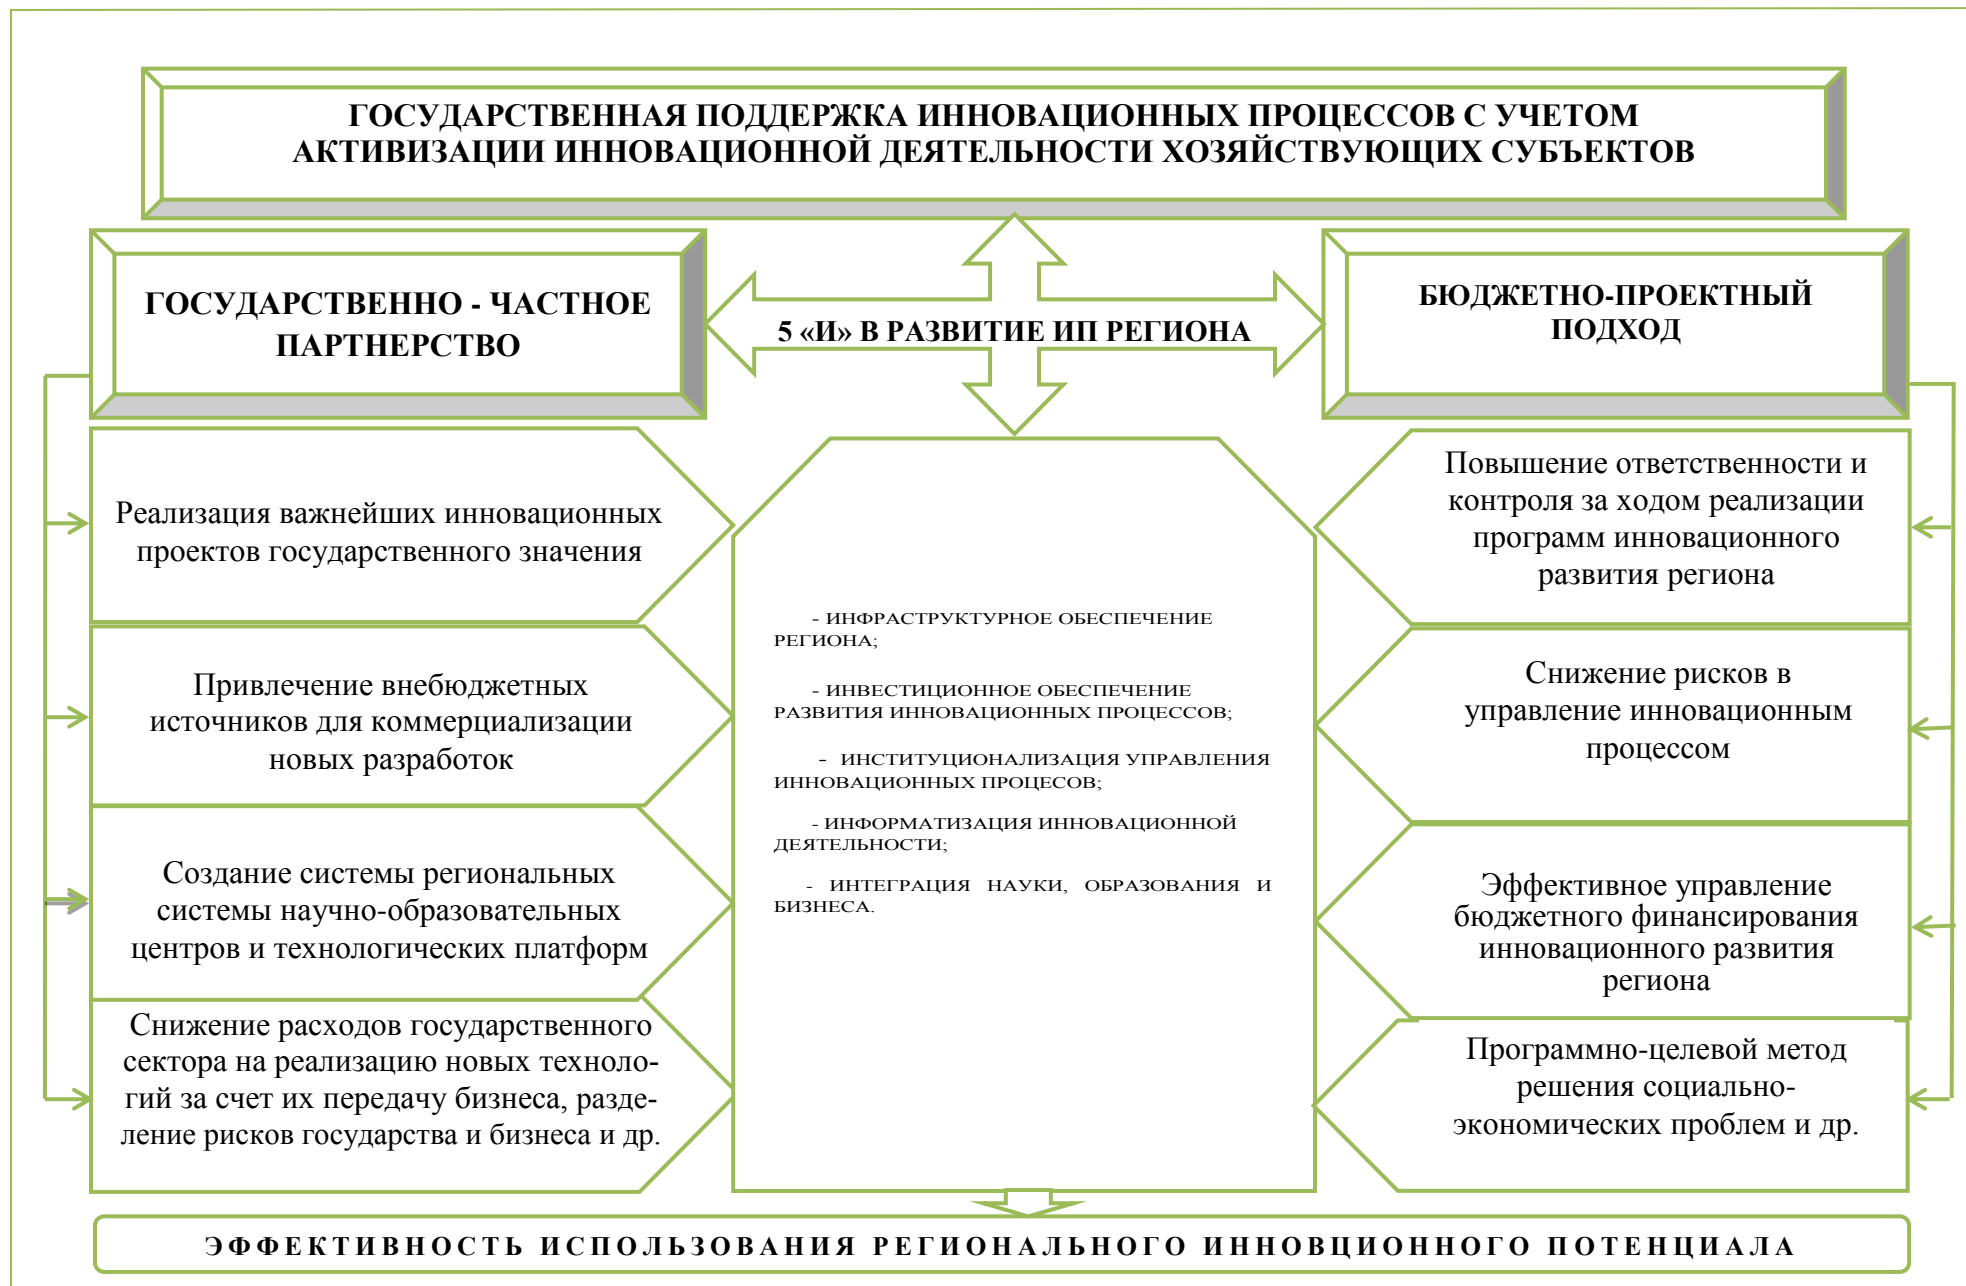 ГОСУДАРСТВЕННАЯ ПОДДЕРЖКА ИННОВАЦИОННЫХ ПРОЦЕССОВ С УЧЕТОМ
АКТИВИЗАЦИИ ИННОВАЦИОННОЙ ДЕЯТЕЛЬНОСТИ ХОЗЯЙСТВУЮЩИХ СУБЪЕКТОВ
ГОСУДАРСТВЕННО - ЧАСТНОЕ
ПАРТНЕРСТВО
5 «И» В РАЗВИТИЕ ИП РЕГИОНА
БЮДЖЕТНО-ПРОЕКТНЫЙ
ПОДХОД
Реализация важнейших инновационных
проектов государственного значения
Привлечение внебюджетных
источников для коммерциализации
новых разработок
Создание системы региональных
системы научно-образовательных
центров и технологических платформ
Снижение расходов государственного
сектора на реализацию новых техноло-
гий за счет их передачу бизнеса, разде-
ление рисков государства и бизнеса и др.
- ИНФРАСТРУКТУРНОЕ ОБЕСПЕЧЕНИЕ
РЕГИОНА;
- ИНВЕСТИЦИОННОЕ ОБЕСПЕЧЕНИЕ
РАЗВИТИЯ ИННОВАЦИОННЫХ ПРОЦЕССОВ;
- ИНСТИТУЦИОНАЛИЗАЦИЯ УПРАВЛЕНИЯ
ИННОВАЦИОННЫХ ПРОЦЕСОВ;
- ИНФОРМАТИЗАЦИЯ ИННОВАЦИОННОЙ
ДЕЯТЕЛЬНОСТИ;
- ИНТЕГРАЦИЯ НАУКИ, ОБРАЗОВАНИЯ И
БИЗНЕСА.
Повышение ответственности и
контроля за ходом реализации
программ инновационного
развития региона
Снижение рисков в
управление инновационным
процессом
Эффективное управление
бюджетного финансирования
инновационного развития
региона
Программно-целевой метод
решения социально-
экономических проблем и др.
ЭФФЕКТИВНОСТЬ ИСПОЛЬЗОВАНИЯ РЕГИОНАЛЬНОГО ИННОВЦИОННОГО ПОТЕНЦИАЛА